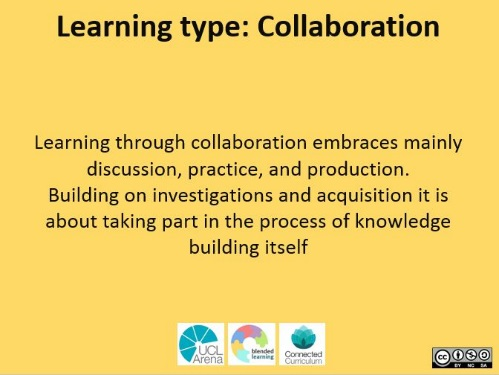 Learning type: Collaboration
Learning through collaboration embraces mainly
discussion, practice, and production.
Building on investigations and acquisition it is
about taking part in the process of knowledge
building itself
UCL
Arena
blended
learning
Connected
Curriculum
cc
BY NC SA